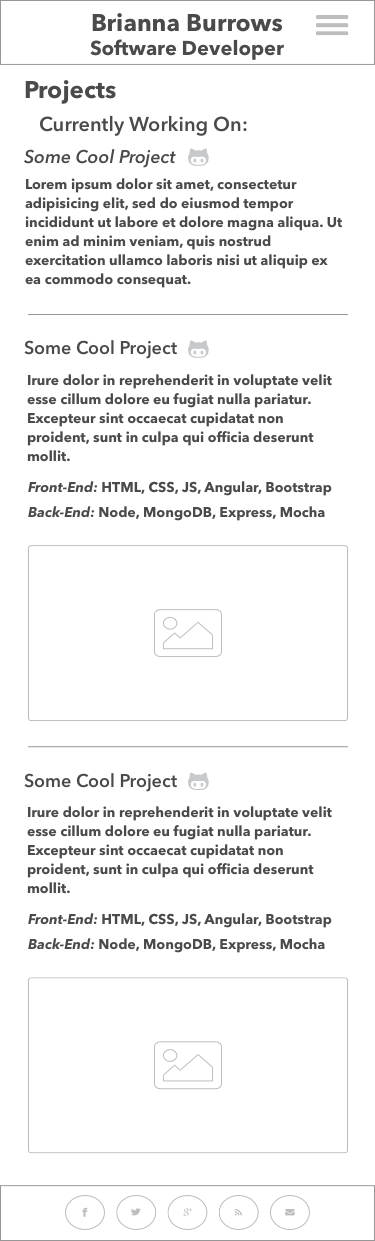 Brianna Burrows
Software Developer
Projects
Currently Working On:
Some Cool Project
Lorem ipsum dolor sit amet, consectetur
adipisicing elit, sed do eiusmod tempor
incididunt ut labore et dolore magna aliqua. Ut
enim ad minim veniam, quis nostrud
exercitation ullamco laboris nisi ut aliquip ex
ea commodo consequat.
Some Cool Project
Irure dolor in reprehenderit in voluptate velit
esse cillum dolore eu fugiat nulla pariatur.
Excepteur sint occaecat cupidatat non
proident, sunt in culpa qui officia deserunt
mollit.
Front-End: HTML, CSS, JS, Angular, Bootstrap
Back-End: Node, MongoDB, Express, Mocha
Some Cool Project
Irure dolor in reprehenderit in voluptate velit
esse cillum dolore eu fugiat nulla pariatur.
Excepteur sint occaecat cupidatat non
proident, sunt in culpa qui officia deserunt
mollit.
Front-End: HTML, CSS, JS, Angular, Bootstrap
Back-End: Node, MongoDB, Express, Mocha